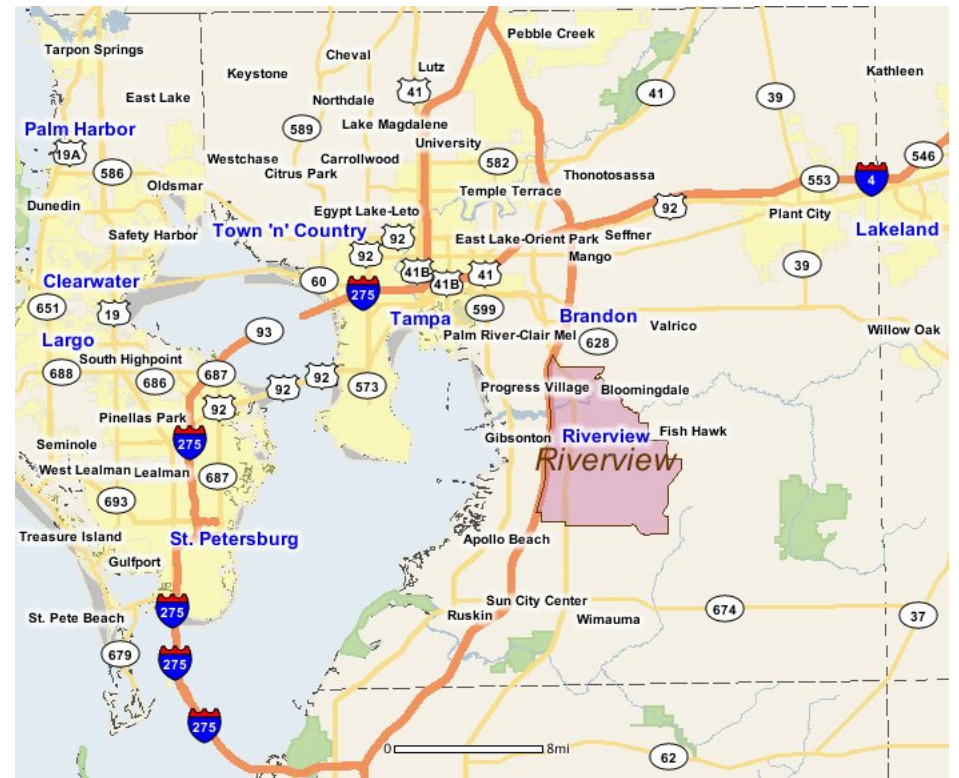 Pebble Creek
Tarpon Springs
Cheval
Keystone
Lutz
Kathleen
41
41
39
East Lake
Northdale
589
Lake Magdalene
Palm Harbor
19A
University
546
586
Westchase
Carrollwood
582
Citrus Park
Thonotosassa
553
4
Oldsmar
Temple Terrace
Dunedin
Egypt Lake-Leto
92
Plant City
Safety Harbor
Town 'n' Country
92
92
East Lake-Orient Park
Seffner
Lakeland
Mango
Clearwater
60
41B
41B
41
39
275
651
19
599
Tampa
Brandon
Valrico
93
Palm River-Clair Mel
628
Willow Oak
Largo
South Highpoint
688
686
687
92
92
573
Progress Village
Bloomingdale
92
Pinellas Park
Seminole
275
Gibsonton
Riverview
Fish Hawk
Riverview
West Lealman
Lealman
687
693
Treasure Island
St. Petersburg
Apollo Beach
Gulfport
Sun City Center
St. Pete Beach
275
Ruskin
Wimauma
674
37
679
275
275
0
8mi
62